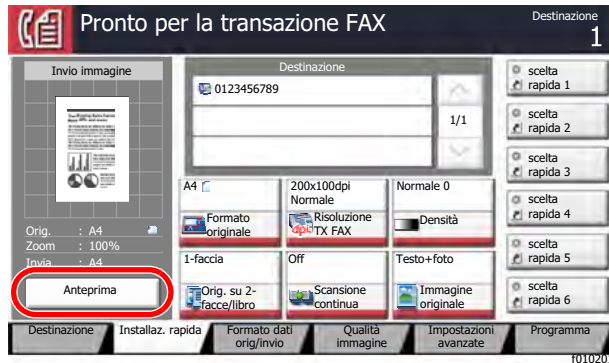 Pronto per la transazione FAX
Destinazione
1
Invio immagine
Destinazione
0123456789
1/1
scelta
rapida 1
scelta
rapida 2
scelta
rapida 3
scelta
rapida 4
scelta
rapida 5
scelta
rapida 6
Orig. : A4
Zoom : 100%
Invia : A4
Anteprima
A4
Formato
originale
200x100dpi
Normale
dpi
Risoluzione
TX FAX
Normale 0
Densità
1-faccia
Orig. su 2-
facce/libro
Off
Scansione
continua
Testo+foto
Immagine
originale
Destinazione
Installaz. rapida
Formato dati
orig/invio
Qualità
immagine
Impostazioni
avanzate
Programma
f01020